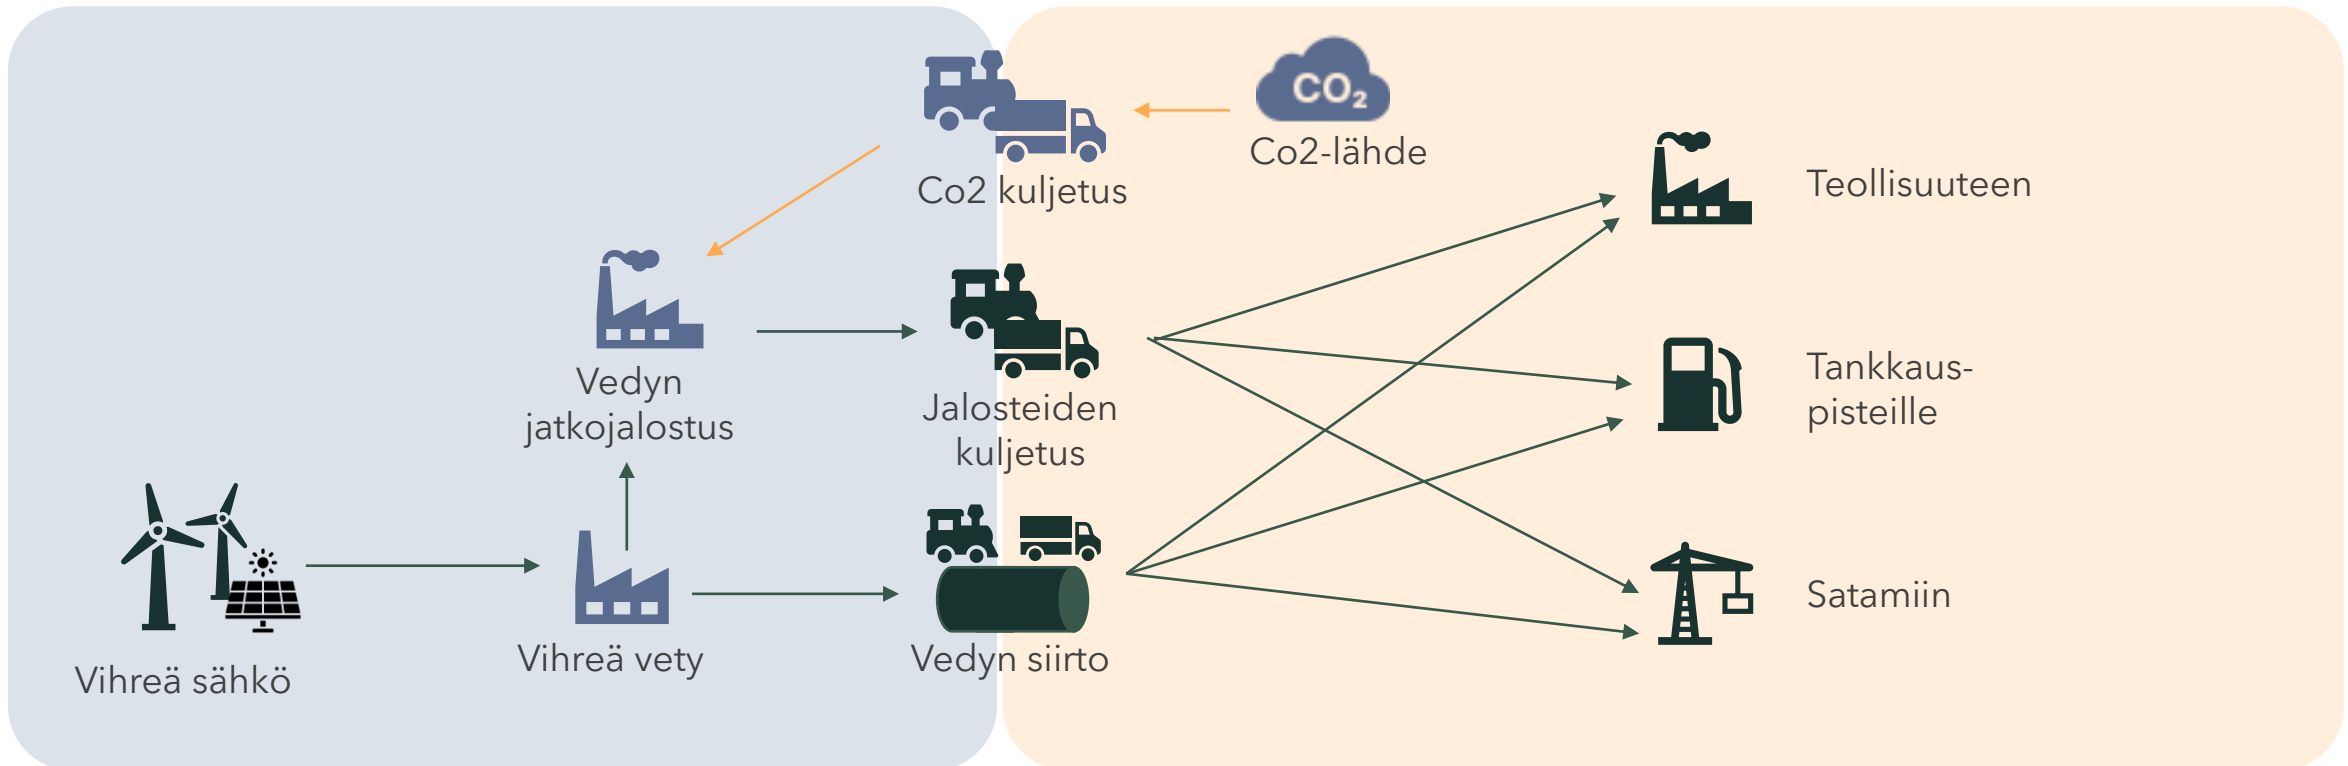 CO₂
Co2-lähde
Co2 kuljetus
Teollisuuteen
Vedyn
jatkojalostus
Jalosteiden
kuljetus
Tankkaus-
pisteille
Vihreä sähkö
Vihreä vety
Vedyn siirto
Satamiin